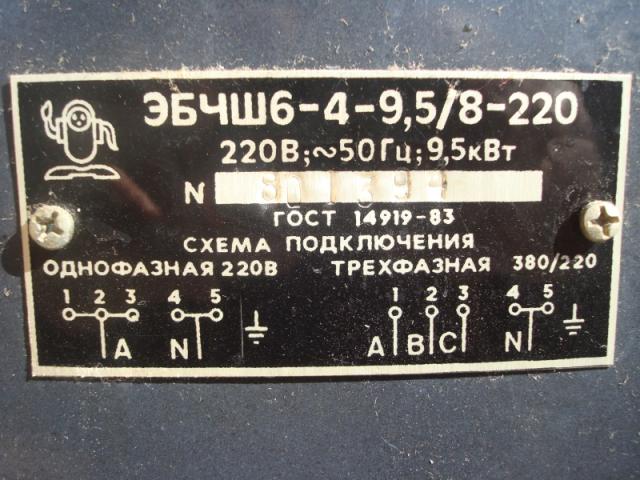 ЭБЧШ6-4-9,5/8-220
220В;~50Гц;9,5кВт
N
ГОСТ 14919-83
СХЕМА ПОДКЛЮЧЕНИЯ
ОДНОФАЗНАЯ 220В ТРЕХФАЗНАЯ 380/220
1 2 3 4 5 1 2 3 4 5
A N A B C N